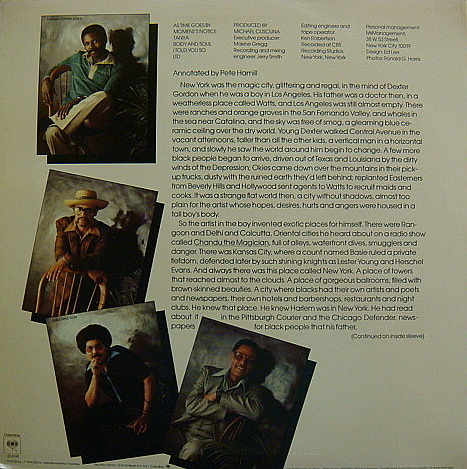 AS TIME GOES BY
MOMENT'S NOTICE
TANYA
BODY AND SOUL
I TOLD YOU SO
LTD
PRODUCED BY
MICHAEL CUSCUNA
Executive producer:
Maxine Gregg
Recording and mixing
engineer: Jerry Smith
Editing engineer and
tape operator:
Ken Robertson
Recorded at CBS
Recording Studios
New York, New York
Personal management:
Ms Management,
38 W. 53 Street,
New York City 10019
Design: Ed Lee
Photos: Ronald G. Harris
Annotated by Pete Hamill
New York was the magic city, glittering and regal, in the mind of Dexter
Gordon when he was a boy in Los Angeles. His father was a doctor then, in a
weatherless place called Watts, and Los Angeles was still almost empty. There
were ranches and orange groves in the San Fernando Valley, and whales in
the sea near Catalina, and the sky was free of smog, a gleaming blue ce-
ramic ceiling over the dry world. Young Dexter walked Central Avenue in the
vacant afternoons, taller than all the other kids, a vertical man in a horizontal
town, and slowly he saw the world around him begin to change. A few more
black people began to arrive, driven out of Texas and Louisiana by the dirty
winds of the Depression; Okies came down over the mountains in their pick-
up trucks, dusty with the ruined earth they'd left behind; replanted Easterners
from Beverly Hills and Hollywood sent agents to Watts to recruit maids and
cooks. It was a strange flat world then, a city without shadows, almost too
plain for the artist whose hopes, desires, hurts and angers were housed in a
tall boy's body.
So the artist in the boy invented exotic places for himself. There were Ran-
goon and Delhi and Calcutta, Oriental cities he heard about on a radio show
called Chandu the Magician, full of alleys, waterfront dives, smugglers and
danger. There was Kansas City, where a count named Basie ruled a private
fiefdom, defended later by such shining knights as Lester Young and Herschel
Evans. And always there was this place called New York. A place of towers
that reached almost to the clouds. A place of gorgeous ballrooms, filled with
brown-skinned beauties. A city where blacks had their own artists and poets
and newspapers, their own hotels and barbershops, restaurants and night
clubs. He knew that place. He knew Harlem was in New York. He had read
about it in the Pittsburgh Courier and the Chicago Defender, news-
papers for black people that his father,
(Continued on inside sleeve)
Columbia